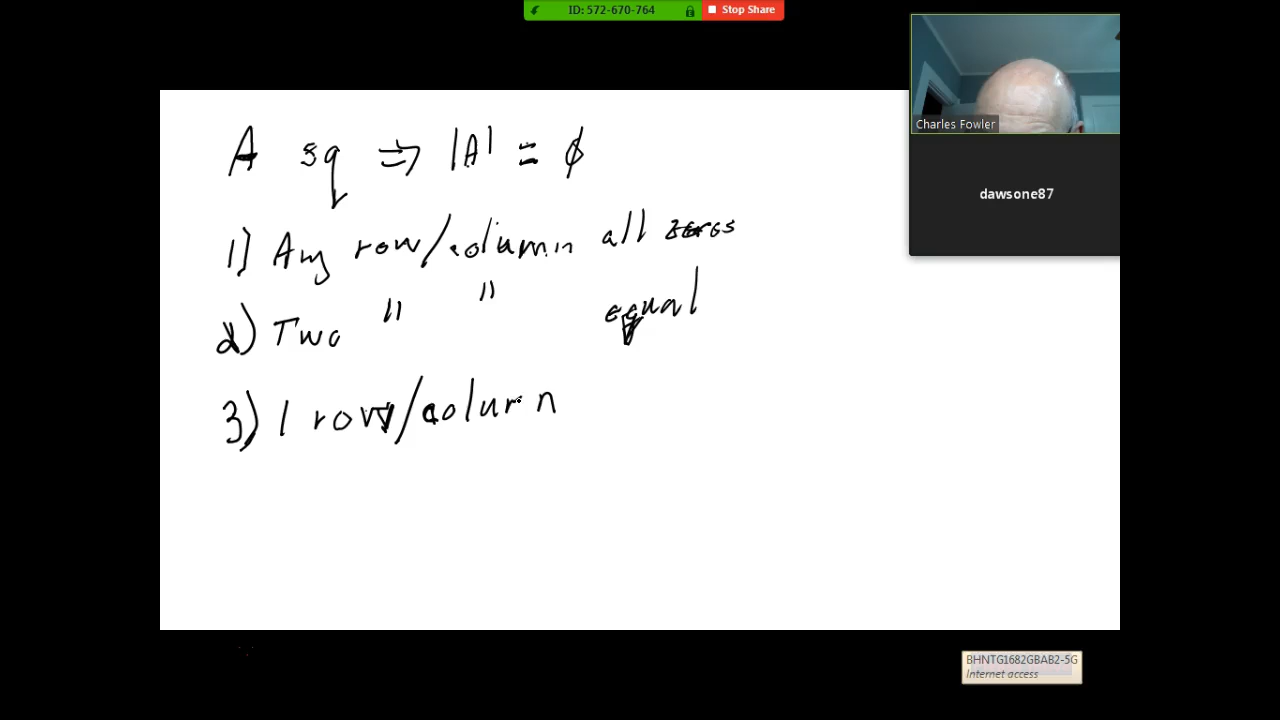 ID: 572-670-764 Stop Share
Charles Fowler
dawsone87
A sq ⇒ |A| = ϕ
1) Any row/column all zeros
2) Two " " equal
3) 1 row/column
BHNTG1682GBAB2-5G
Internet access